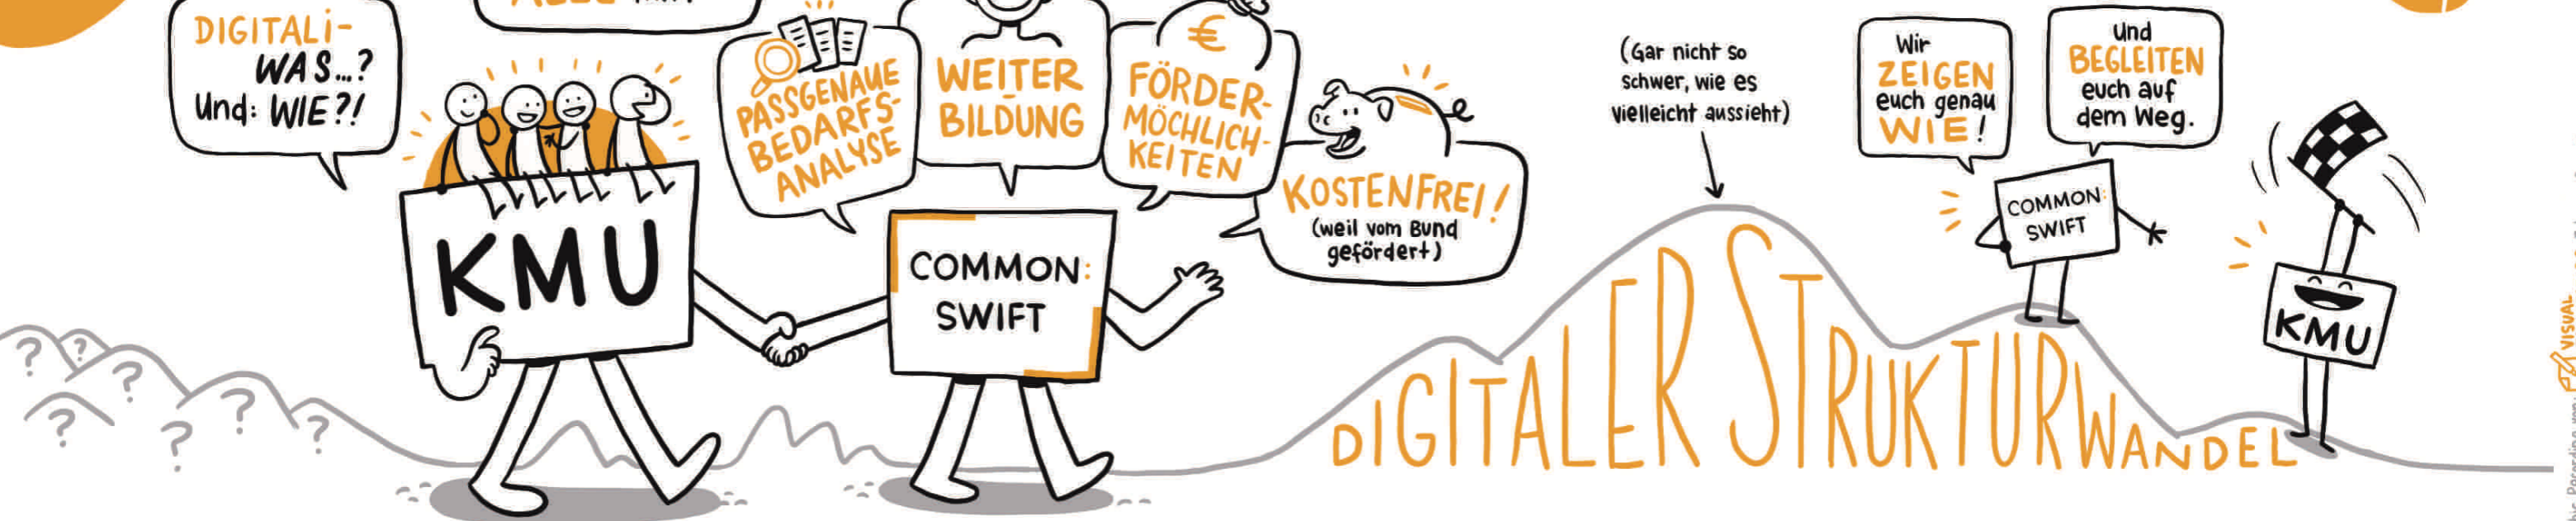 DIGITALI-
WAS...?
Und: WIE?!
KMU
PASSGENAUE
BEDARFS-
ANALYSE
WEITER
-
BILDUNG
€
FÖRDER-
MÖCHLICH-
KEITEN
KOSTENFREI!
(weil vom Bund
gefördert)
COMMON:
SWIFT
(Gar nicht so
schwer, wie es
vielleicht aussieht)
Wir
ZEIGEN
euch genau
WIE!
und
BEGLEITEN
euch auf
dem Weg.
COMMON:
SWIFT
KMU
? ? ? ? ? ? ?
DIGITALER STRUKTURWANDEL
VISUAL